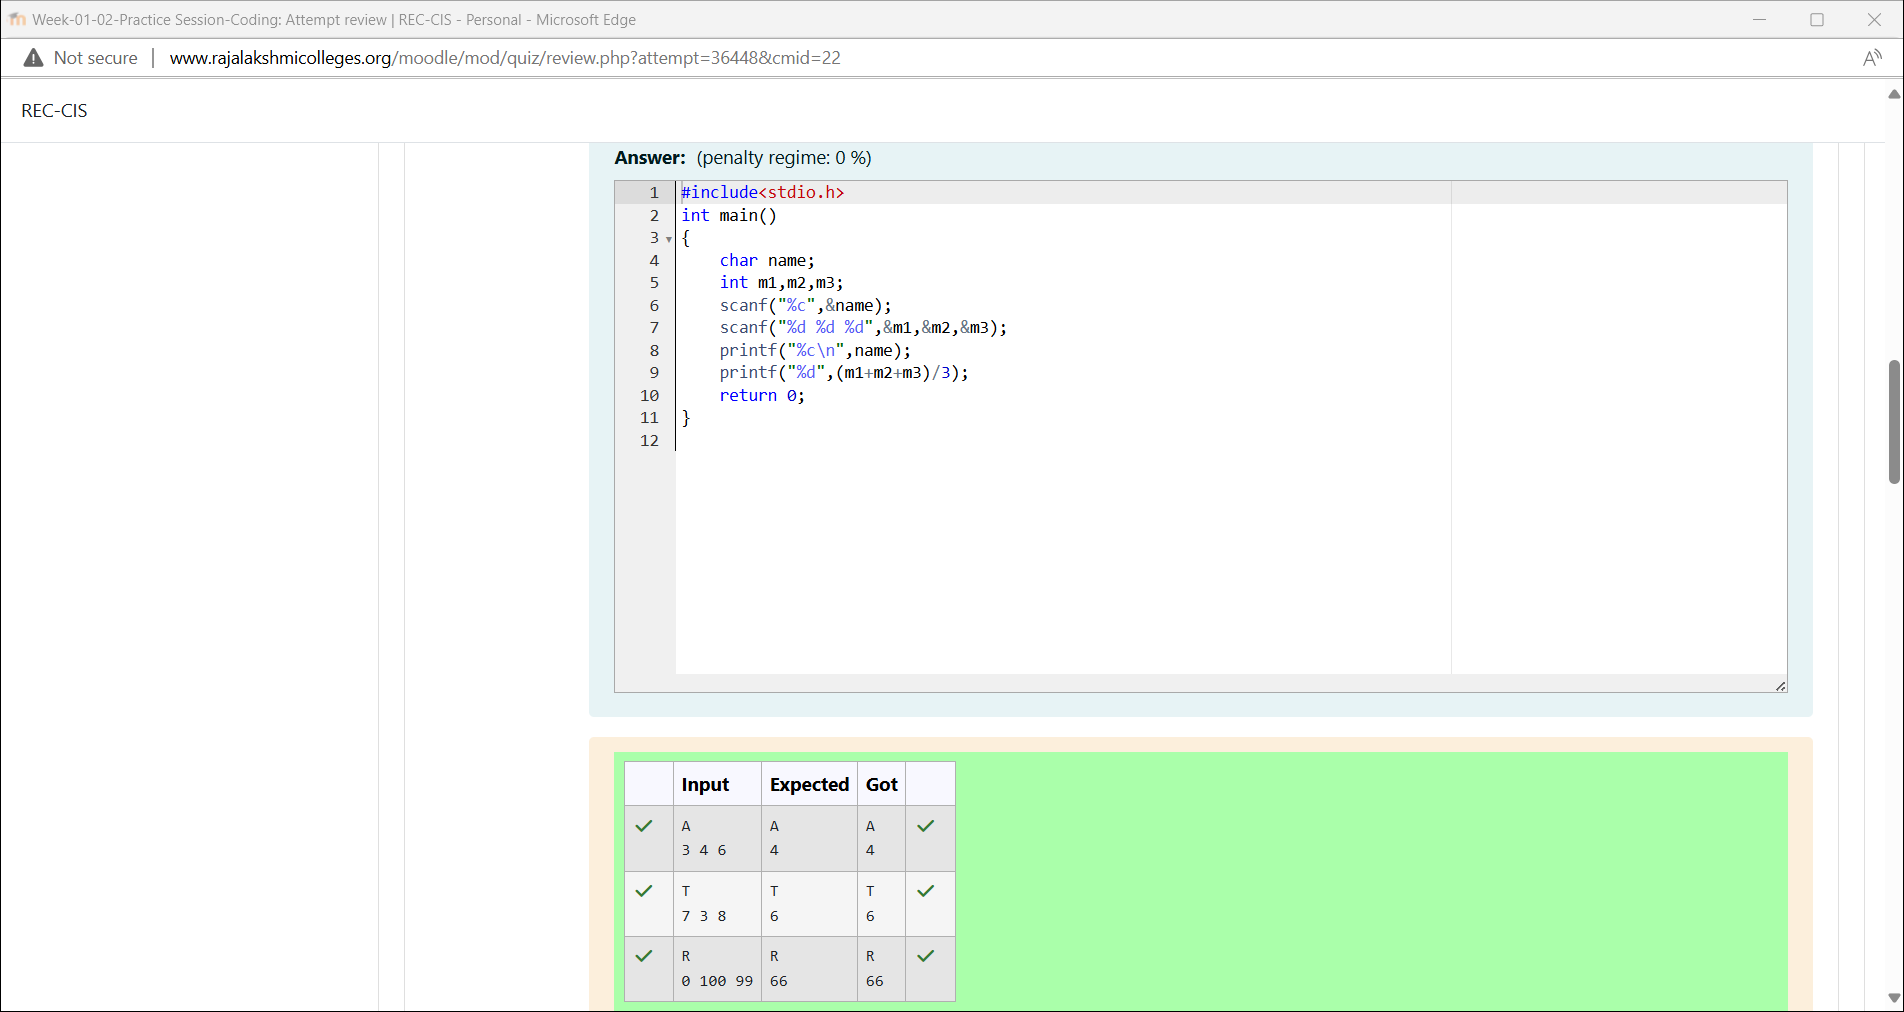 Week-01-02-Practice Session-Coding: Attempt review | REC-CIS - Personal - Microsoft Edge
Not secure | www.rajalakshmicolleges.org/moodle/mod/quiz/review.php?attempt=36448&cmid=22
REC-CIS
Answer: (penalty regime: 0 %)
1 #include<stdio.h>
2 int main()
3 {
4     char name;
5     int m1,m2,m3;
6     scanf("%c",&name);
7     scanf("%d %d %d",&m1,&m2,&m3);
8     printf("%c\n",name);
9     printf("%d",(m1+m2+m3)/3);
10     return 0;
11 }
12
Input Expected Got
A A A
3 4 6 4 4
T T T
7 3 8 6 6
R R R
0 100 99 66 66